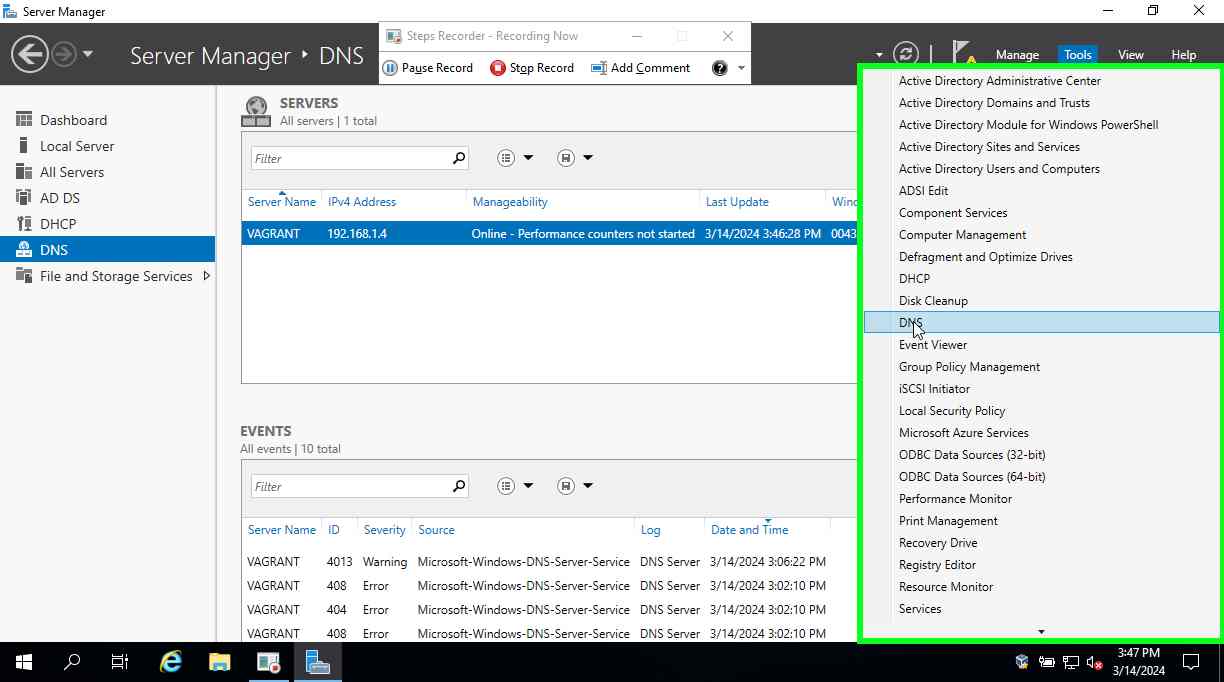 Server Manager
Steps Recorder - Recording Now
Server Manager DNS
Pause Record Stop Record Add Comment ?
Manage Tools View Help
Dashboard
Local Server
All Servers
AD DS
DHCP
DNS
File and Storage Services
SERVERS
All servers | 1 total
Filter
Server Name IPv4 Address Manageability Last Update Wind
VAGRANT 192.168.1.4 Online - Performance counters not started 3/14/2024 3:46:28 PM 0043
EVENTS
All events | 10 total
Filter
Server Name ID Severity Source Log Date and Time
VAGRANT 4013 Warning Microsoft-Windows-DNS-Server-Service DNS Server 3/14/2024 3:06:22 PM
VAGRANT 408 Error Microsoft-Windows-DNS-Server-Service DNS Server 3/14/2024 3:02:10 PM
VAGRANT 404 Error Microsoft-Windows-DNS-Server-Service DNS Server 3/14/2024 3:02:10 PM
VAGRANT 408 Error Microsoft-Windows-DNS-Server-Service DNS Server 3/14/2024 3:02:10 PM
Active Directory Administrative Center
Active Directory Domains and Trusts
Active Directory Module for Windows PowerShell
Active Directory Sites and Services
Active Directory Users and Computers
ADSI Edit
Component Services
Computer Management
Defragment and Optimize Drives
DHCP
Disk Cleanup
DNS
Event Viewer
Group Policy Management
iSCSI Initiator
Local Security Policy
Microsoft Azure Services
ODBC Data Sources (32-bit)
ODBC Data Sources (64-bit)
Performance Monitor
Print Management
Recovery Drive
Registry Editor
Resource Monitor
Services
3:47 PM
3/14/2024